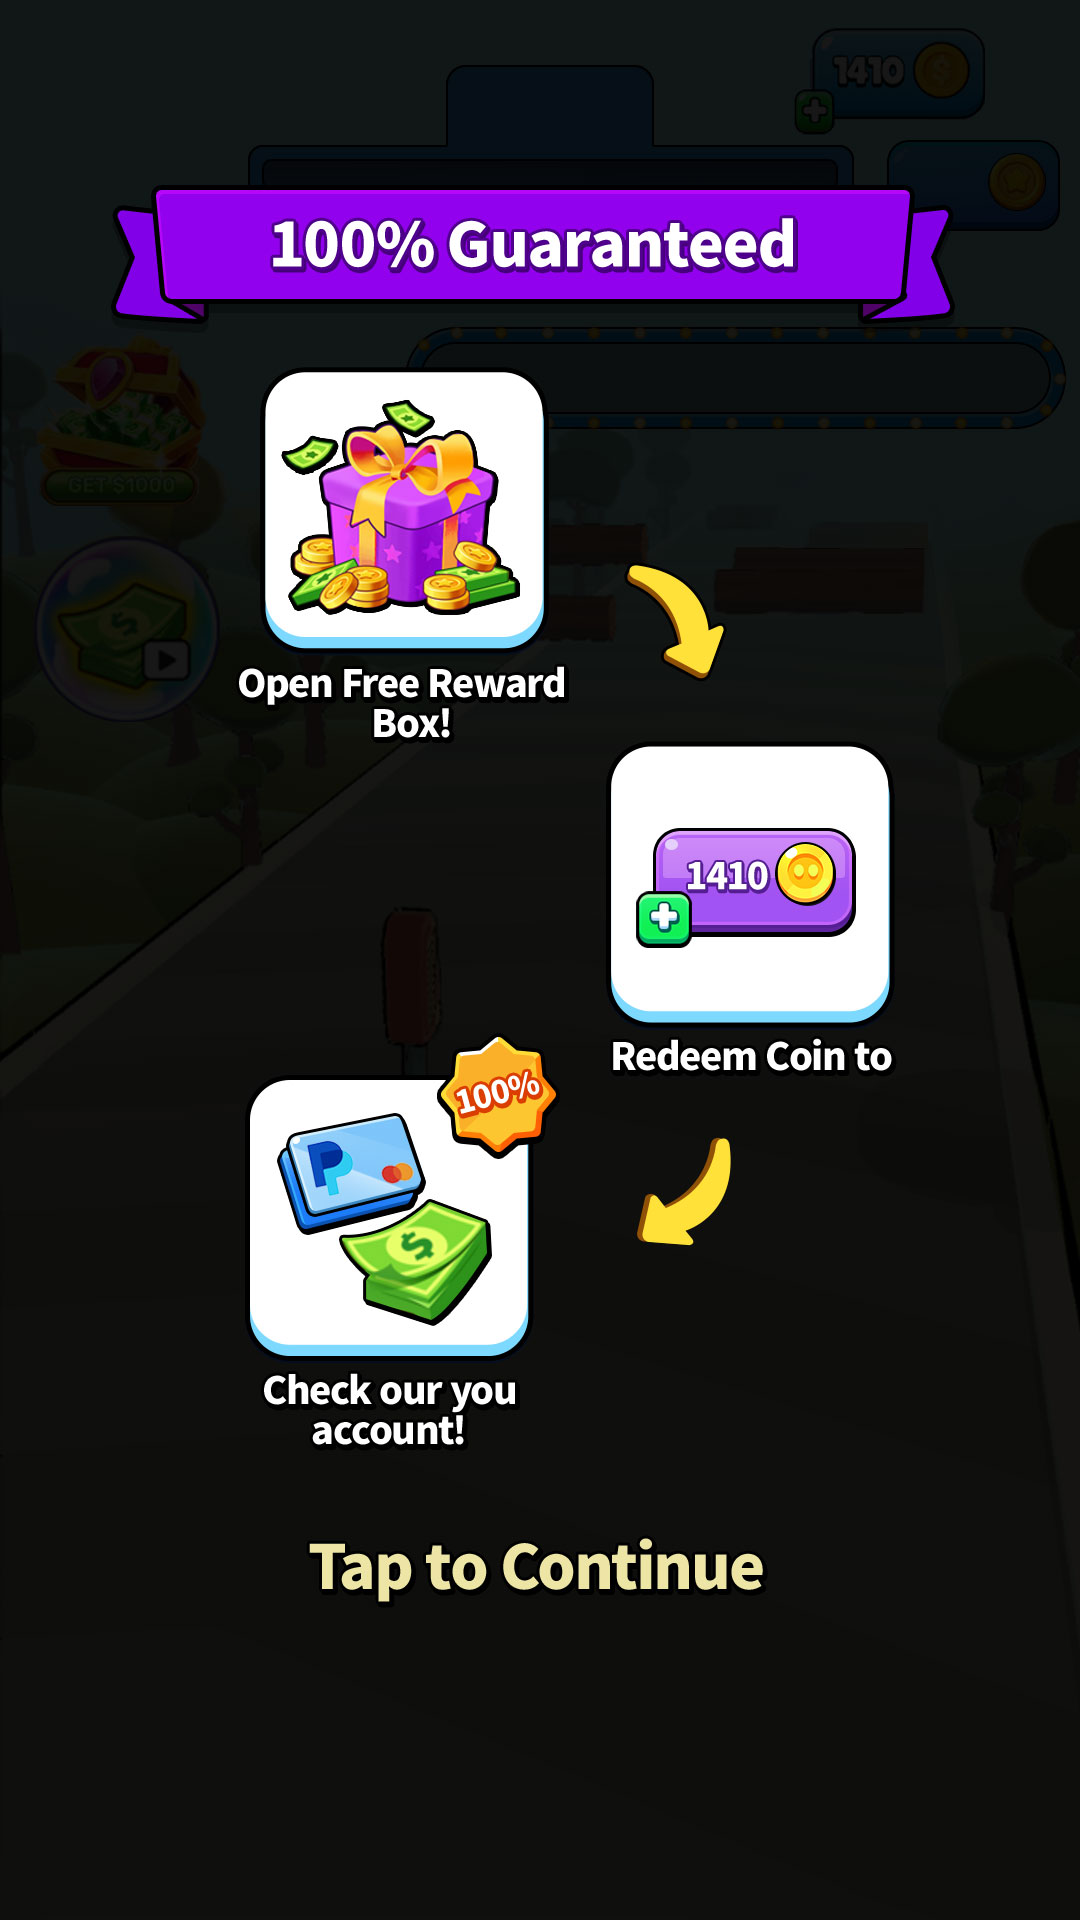 1410
100% Guaranteed
GET $1000
Open Free Reward
Box!
1410
Redeem Coin to
100%
Check our you
account!
Tap to Continue